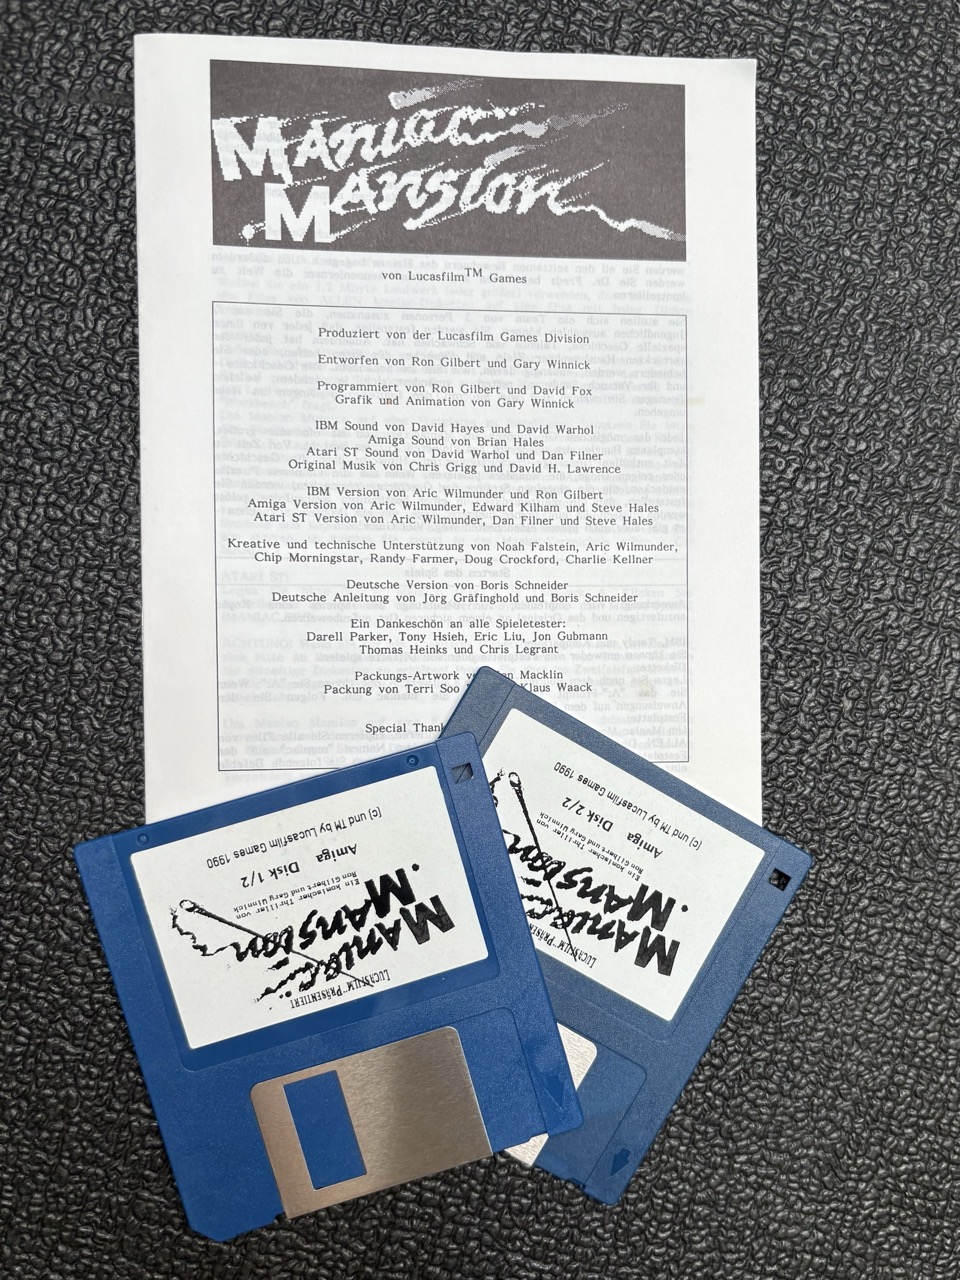 MANIAC
MANSION
von Lucasfilm™ Games
Produziert von der Lucasfilm Games Division
Entworfen von Ron Gilbert und Gary Winnick
Programmiert von Ron Gilbert und David Fox
Grafik und Animation von Gary Winnick
IBM Sound von David Hayes und David Warhol
Amiga Sound von Brian Hales
Atari ST Sound von David Warhol und Dan Filner
Original Musik von Chris Grigg und David H. Lawrence
IBM Version von Aric Wilmunder und Ron Gilbert
Amiga Version von Aric Wilmunder, Edward Kilham und Steve Hales
Atari ST Version von Aric Wilmunder, Dan Filner und Steve Hales
Kreative und technische Unterstützung von Noah Falstein, Aric Wilmunder,
Chip Morningstar, Randy Farmer, Doug Crockford, Charlie Kellner
Deutsche Version von Boris Schneider
Deutsche Anleitung von Jörg Gräfinghold und Boris Schneider
Ein Dankeschön an alle Spieletester:
Darell Parker, Tony Hsieh, Eric Liu, Jon Gubmann
Thomas Heinks und Chris Legrant
Packungs-Artwork Macklin
Packung von Terri Soo Klaus Waack
Special
LUCASFILM™ PRÄSENTIERT
MANIAC
MANSION
Ein komischer Thriller von
Ron Gilbert und Gary Winnick
Disk 1/2
Amiga
(c) und TM by Lucasfilm Games 1990
LUCASFILM™
MANIAC
MANSION
Ein komischer Thriller von
Ron Gilbert und Gary Winnick
Amiga Disk 2/2
(c) und TM by Lucasfilm Games 1990